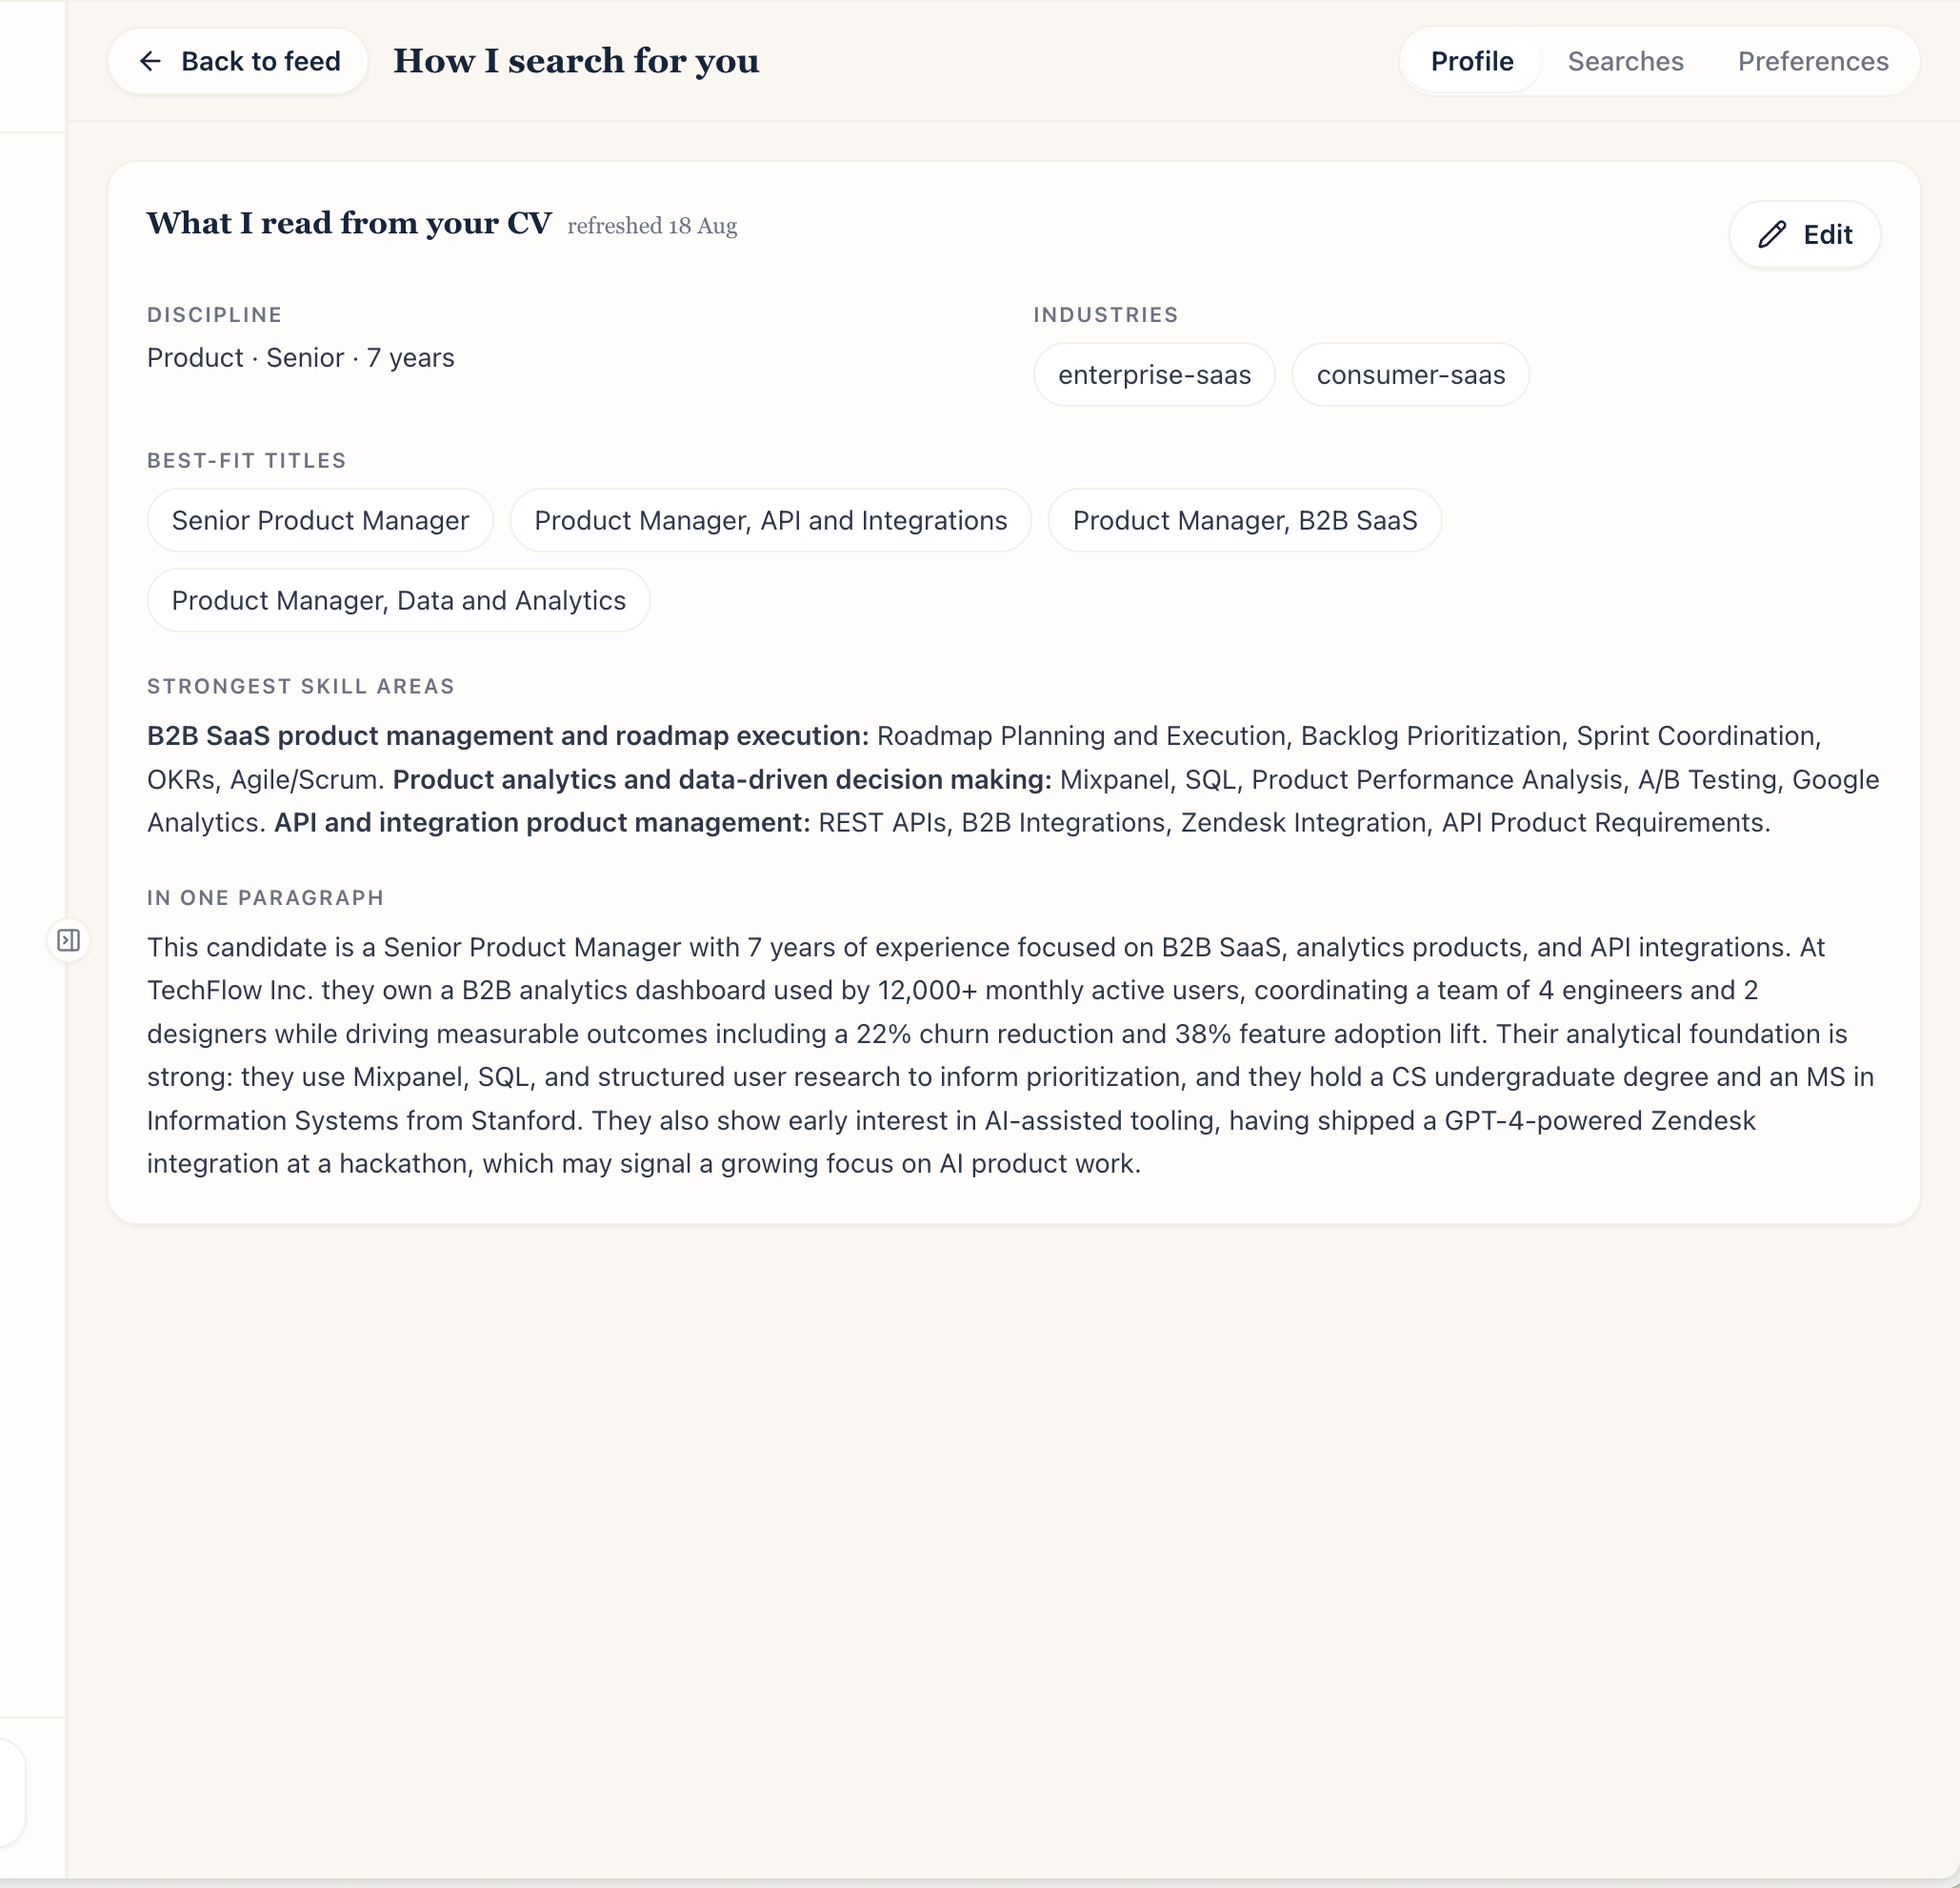 Back to feed
How I search for you
Profile
Searches
Preferences
What I read from your CV refreshed 18 Aug
Edit
DISCIPLINE
Product · Senior · 7 years
INDUSTRIES
enterprise-saas
consumer-saas
BEST-FIT TITLES
Senior Product Manager
Product Manager, API and Integrations
Product Manager, B2B SaaS
Product Manager, Data and Analytics
STRONGEST SKILL AREAS
B2B SaaS product management and roadmap execution: Roadmap Planning and Execution, Backlog Prioritization, Sprint Coordination,
OKRs, Agile/Scrum. Product analytics and data-driven decision making: Mixpanel, SQL, Product Performance Analysis, A/B Testing, Google
Analytics. API and integration product management: REST APIs, B2B Integrations, Zendesk Integration, API Product Requirements.
IN ONE PARAGRAPH
This candidate is a Senior Product Manager with 7 years of experience focused on B2B SaaS, analytics products, and API integrations. At
TechFlow Inc. they own a B2B analytics dashboard used by 12,000+ monthly active users, coordinating a team of 4 engineers and 2
designers while driving measurable outcomes including a 22% churn reduction and 38% feature adoption lift. Their analytical foundation is
strong: they use Mixpanel, SQL, and structured user research to inform prioritization, and they hold a CS undergraduate degree and an MS in
Information Systems from Stanford. They also show early interest in AI-assisted tooling, having shipped a GPT-4-powered Zendesk
integration at a hackathon, which may signal a growing focus on AI product work.